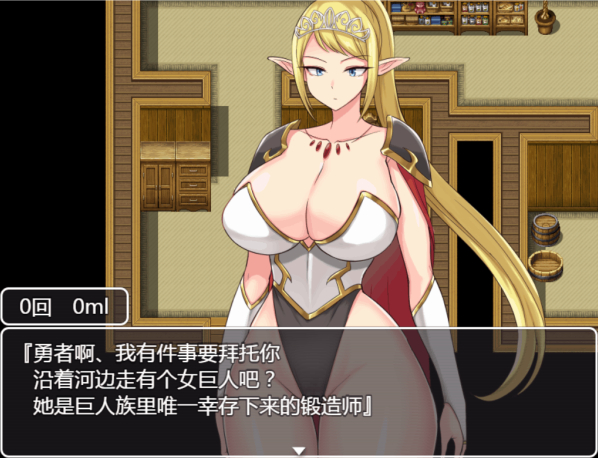 0回 0ml
『勇者啊、我有件事要拜托你
沿着河边走有个女巨人吧？
她是巨人族里唯一幸存下来的锻造师』